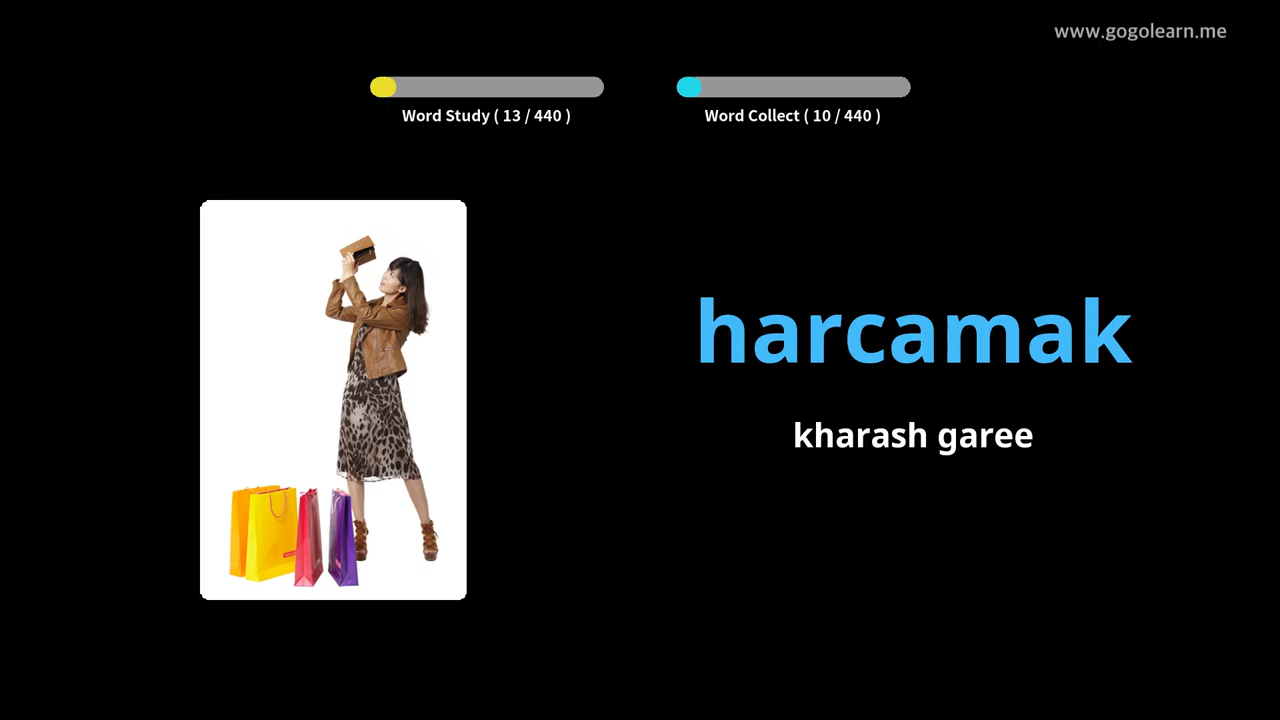 www.gogolearn.me
Word Study ( 13 / 440 )
Word Collect ( 10 / 440 )
harcamak
kharash garee